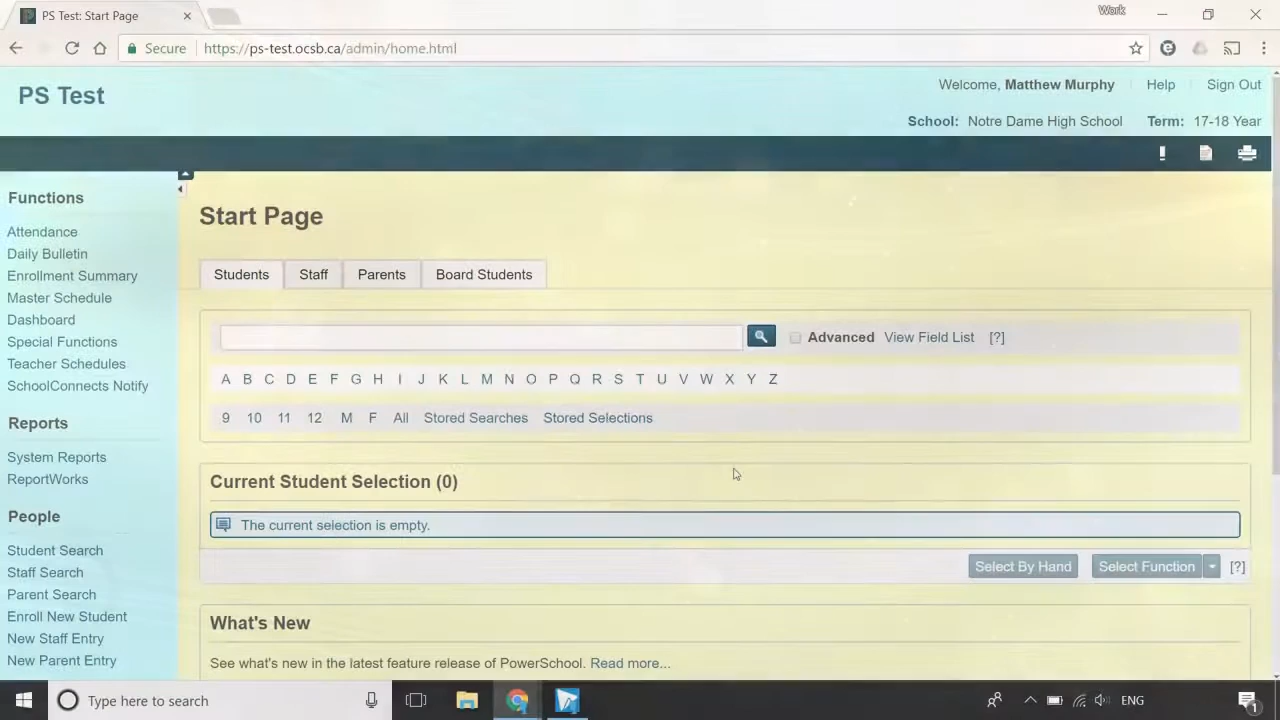 PS Test: Start Page
Work
Secure https://ps-test.ocsb.ca/admin/home.html
PS Test
Welcome, Matthew Murphy Help Sign Out
School: Notre Dame High School Term: 17-18 Year
Functions
Attendance
Daily Bulletin
Enrollment Summary
Master Schedule
Dashboard
Special Functions
Teacher Schedules
SchoolConnects Notify
Reports
System Reports
ReportWorks
People
Student Search
Staff Search
Parent Search
Enroll New Student
New Staff Entry
New Parent Entry
Start Page
Students Staff Parents Board Students
Advanced View Field List [?]
A B C D E F G H I J K L M N O P Q R S T U V W X Y Z
9 10 11 12 M F All Stored Searches Stored Selections
Current Student Selection (0)
The current selection is empty.
Select By Hand Select Function [?]
What's New
See what's new in the latest feature release of PowerSchool. Read more...
Type here to search
ENG
1